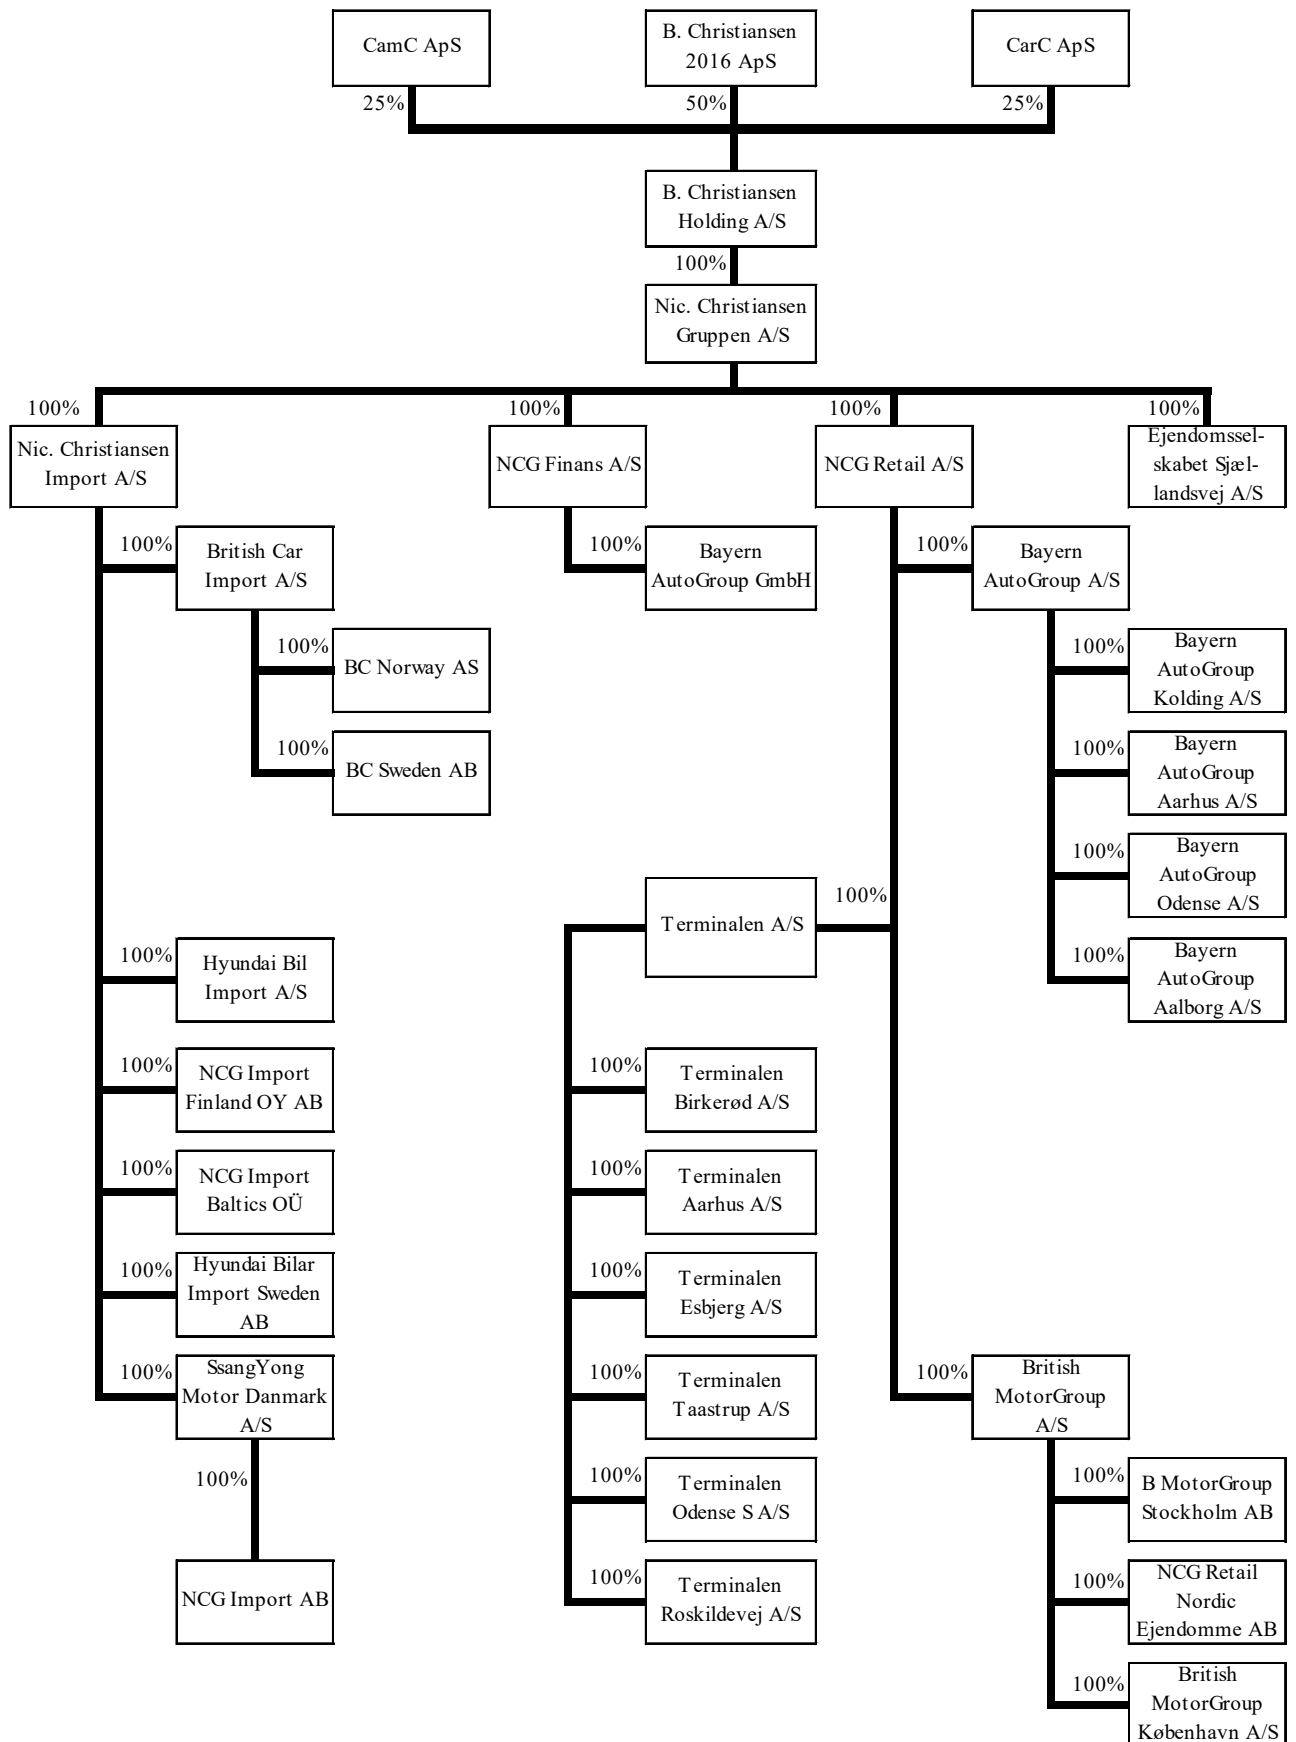 CamC ApS
B. Christiansen
2016 ApS
CarC ApS
25%
50%
25%
B. Christiansen
Holding A/S
100%
Nic. Christiansen
Gruppen A/S
100%
100%
100%
100%
Nic. Christiansen
Import A/S
NCG Finans A/S
NCG Retail A/S
Ejendomssel-
skabet Sjæl-
landsvej A/S
100%
British Car
Import A/S
100%
Bayern
AutoGroup GmbH
100%
Bayern
AutoGroup A/S
100%
BC Norway AS
100%
Bayern
AutoGroup
Kolding A/S
100%
BC Sweden AB
100%
Bayern
AutoGroup
Aarhus A/S
100%
Bayern
AutoGroup
Odense A/S
Terminalen A/S
100%
100%
Hyundai Bil
Import A/S
100%
Bayern
AutoGroup
Aalborg A/S
100%
NCG Import
Finland OY AB
100%
Terminalen
Birkerød A/S
100%
NCG Import
Baltics OÜ
100%
Terminalen
Aarhus A/S
100%
Hyundai Bilar
Import Sweden
AB
100%
Terminalen
Esbjerg A/S
100%
SsangYong
Motor Danmark
A/S
100%
Terminalen
Taastrup A/S
100%
British
MotorGroup
A/S
100%
100%
Terminalen
Odense S A/S
100%
B MotorGroup
Stockholm AB
NCG Import AB
100%
Terminalen
Roskildevej A/S
100%
NCG Retail
Nordic
Ejendomme AB
100%
British
MotorGroup
København A/S